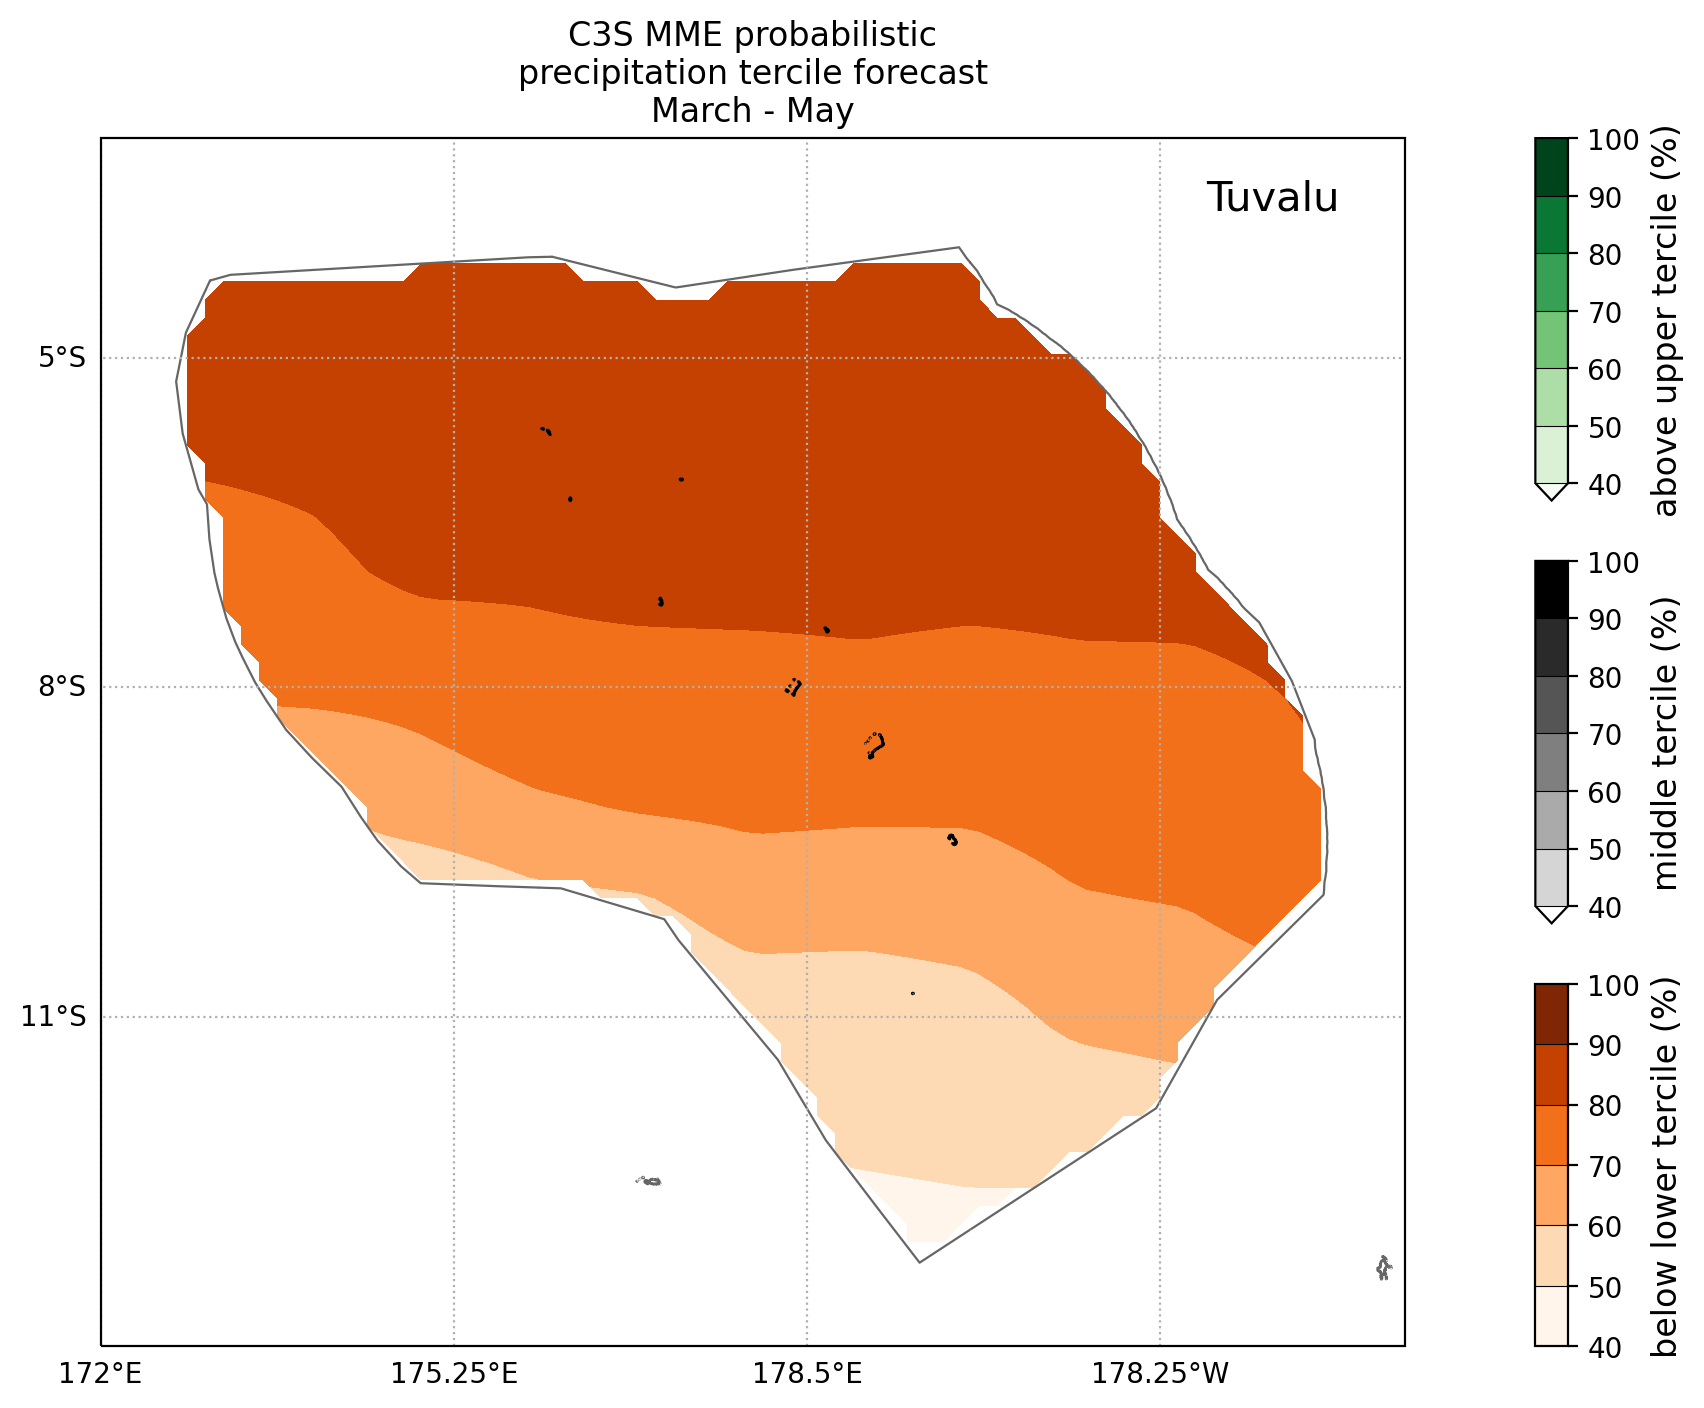 C3S MME probabilistic
precipitation tercile forecast
March - May
Tuvalu
5°S
8°S
11°S
172°E
175.25°E
178.5°E
178.25°W
100
90
80
70
60
50
40
above upper tercile (%)
100
90
80
70
60
50
40
middle tercile (%)
100
90
80
70
60
50
40
below lower tercile (%)